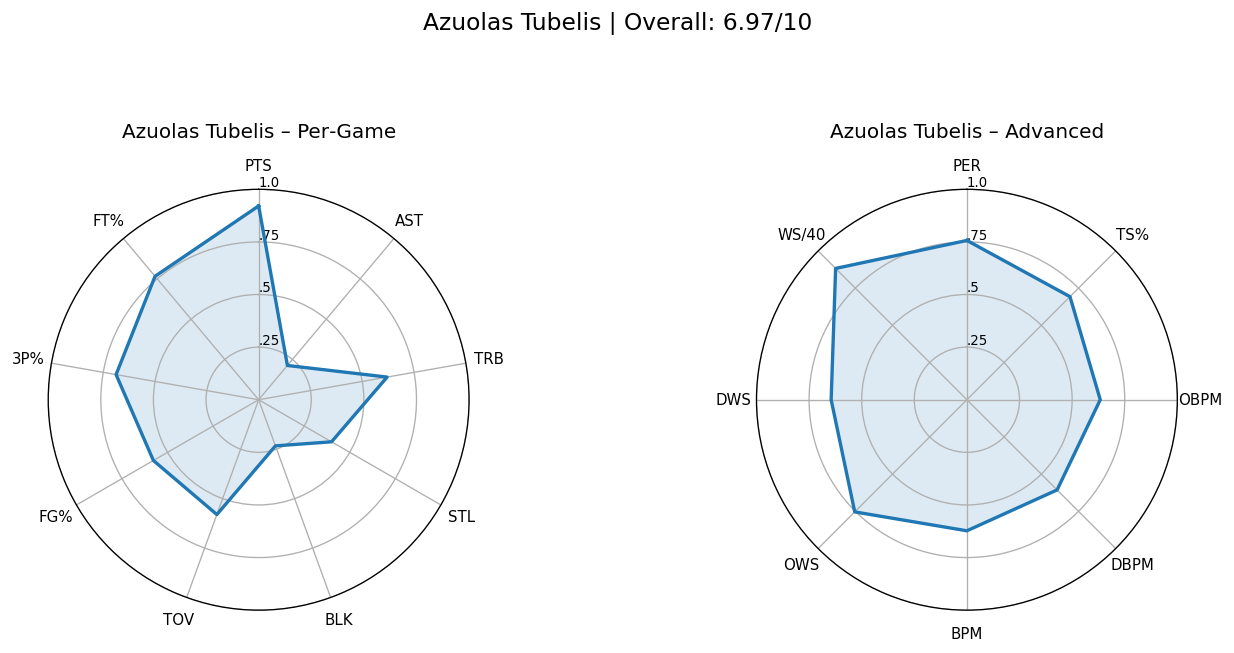 Azuolas Tubelis | Overall: 6.97/10
Azuolas Tubelis – Per-Game
PTS
1.0
FT%
AST
.75
.5
3P%
TRB
.25
FG%
STL
TOV
BLK
Azuolas Tubelis – Advanced
PER
1.0
WS/40
TS%
.75
.5
.25
DWS
OBPM
OWS
DBPM
BPM